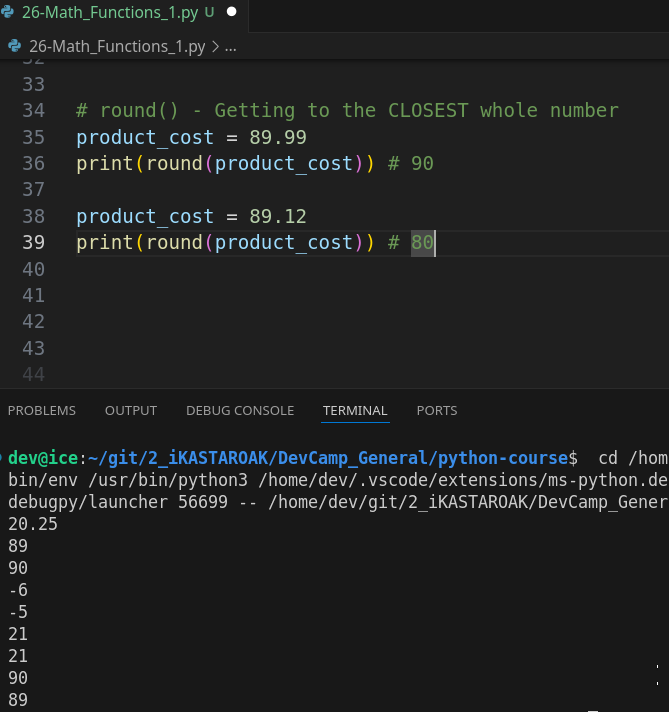 26-Math_Functions_1.py U
26-Math_Functions_1.py > ...
32
33
34 # round() - Getting to the CLOSEST whole number
35 product_cost = 89.99
36 print(round(product_cost)) # 90
37
38 product_cost = 89.12
39 print(round(product_cost)) # 80
40
41
42
43
44
PROBLEMS OUTPUT DEBUG CONSOLE TERMINAL PORTS
dev@ice:~/git/2_iKASTAROAK/DevCamp_General/python-course$ cd /hom
bin/env /usr/bin/python3 /home/dev/.vscode/extensions/ms-python.de
debugpy/launcher 56699 -- /home/dev/git/2_iKASTAROAK/DevCamp_Gener
20.25
89
90
-6
-5
21
21
90
89